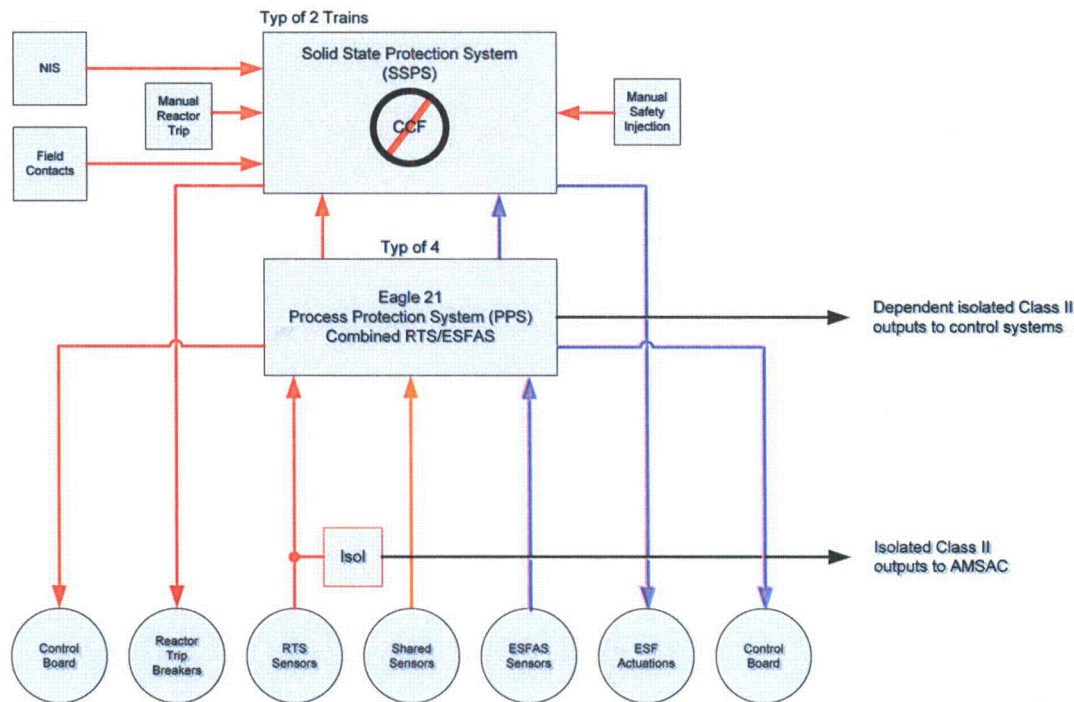 Typ of 2 Trains
Solid State Protection System
(SSPS)
CCF
NIS
Manual
Reactor
Trip
Manual
Safety
Injection
Field
Contacts
Typ of 4
Eagle 21
Process Protection System (PPS)
Combined RTS/ESFAS
Dependent isolated Class II
outputs to control systems
Isol
Isolated Class II
outputs to AMSAC
Control
Board
Reactor
Trip
Breakers
RTS
Sensors
Shared
Sensors
ESFAS
Sensors
ESF
Actuations
Control
Board